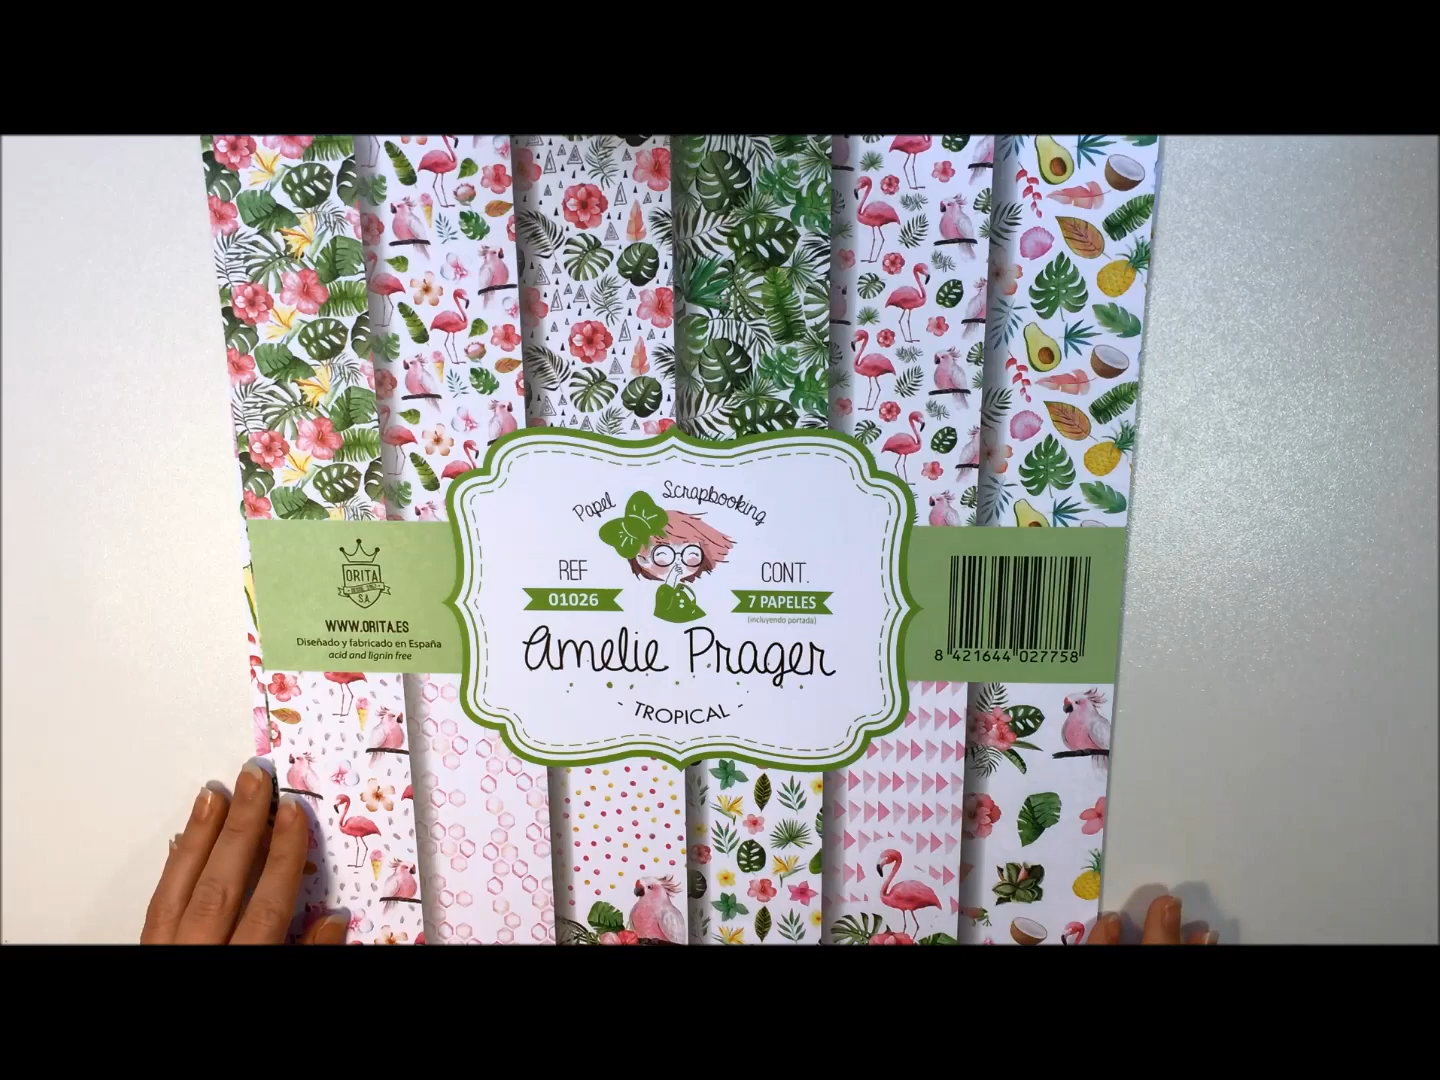 Papel Scrapbooking
REF
01026
CONT.
7 PAPELES
(incluyendo portada)
Amelie Prager
- TROPICAL -
ORITA
S.A
WWW.ORITA.ES
Diseñado y fabricado en España
acid and lignin free
8 421644 027758